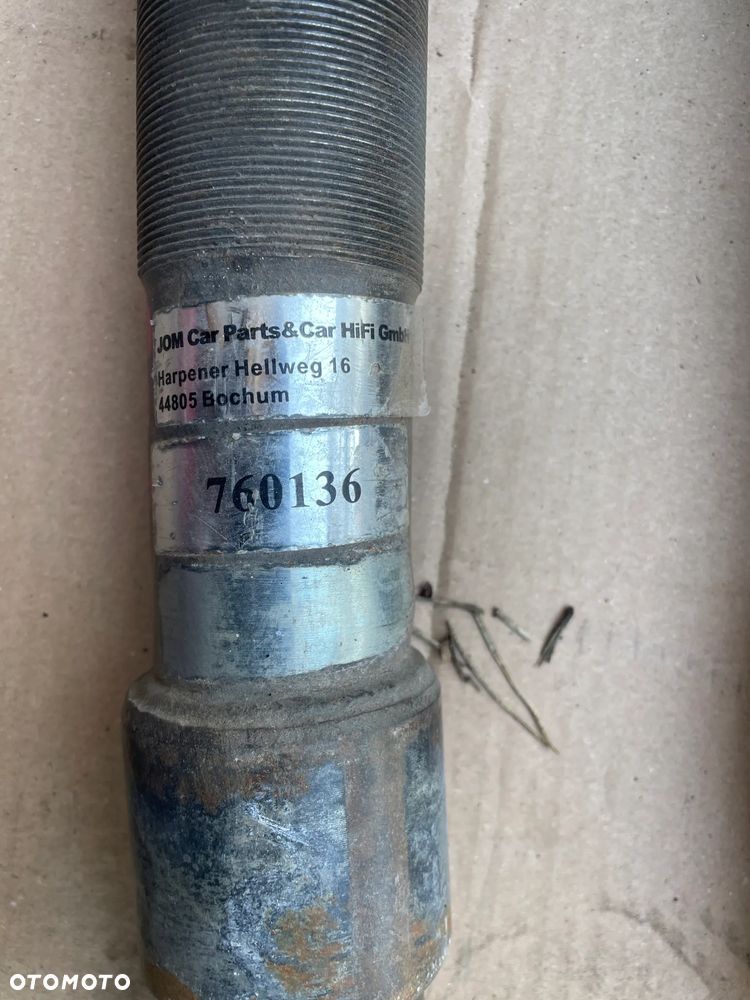 JOM Car Parts&Car HiFi GmbH
Harpener Hellweg 16
44805 Bochum
760136
OTOMOTO